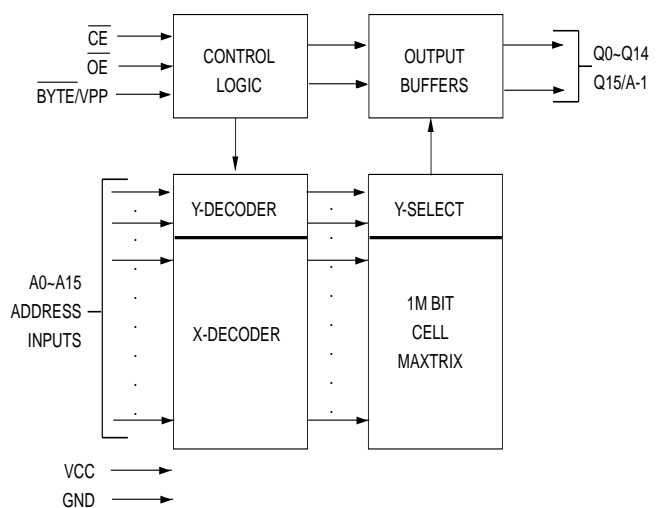 CE
OE
BYTE/VPP
CONTROL
LOGIC
OUTPUT
BUFFERS
Q0~Q14
Q15/A-1
A0~A15
ADDRESS
INPUTS
Y-DECODER
X-DECODER
Y-SELECT
1M BIT
CELL
MAXTRIX
VCC
GND